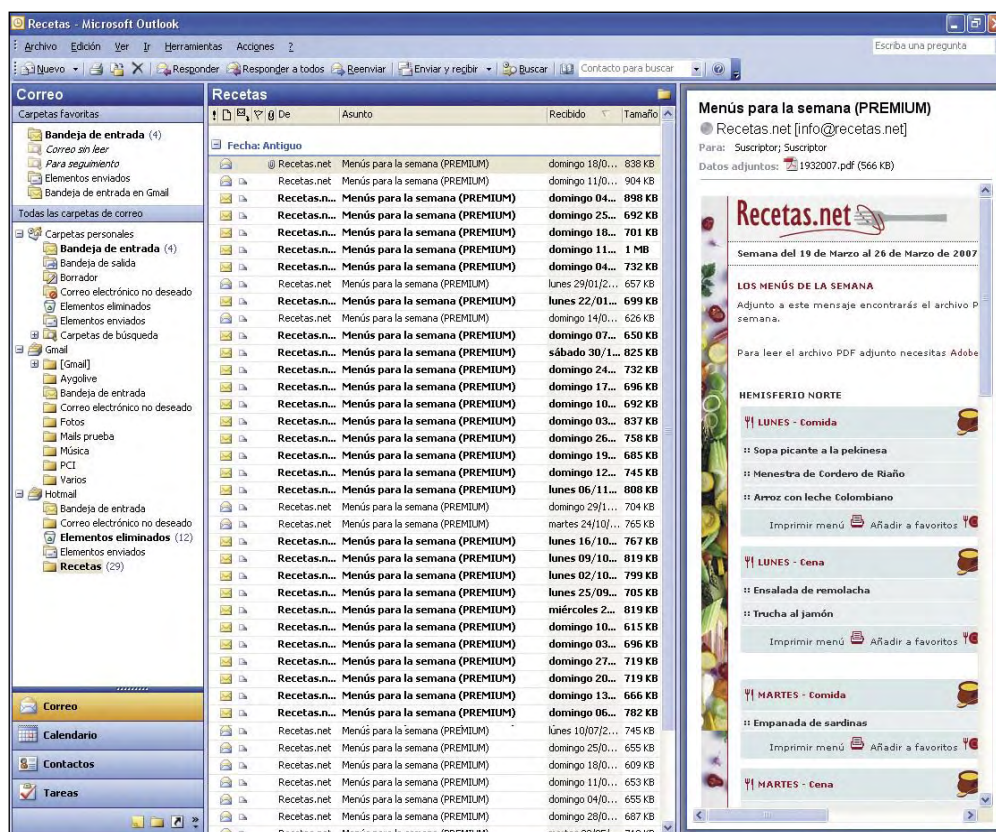 Recetas - Microsoft Outlook
Archivo Edición Ver Ir Herramientas Acciones ?
Escriba una pregunta
Nuevo Responder Responder a todos Reenviar Enviar y recibir Buscar Contacto para buscar
Correo
Carpetas favoritas
Bandeja de entrada (4)
Correo sin leer
Para seguimiento
Elementos enviados
Bandeja de entrada en Gmail
Todas las carpetas de correo
Carpetas personales
Bandeja de entrada (4)
Bandeja de salida
Borrador
Correo electrónico no deseado
Elementos eliminados
Elementos enviados
Carpetas de búsqueda
Gmail
[Gmail]
Aygolive
Bandeja de entrada
Correo electrónico no deseado
Fotos
Mails prueba
Música
PCI
Varios
Hotmail
Bandeja de entrada
Correo electrónico no deseado
Elementos eliminados (12)
Elementos enviados
Recetas (29)
Correo
Calendario
Contactos
Tareas
Recetas
De Asunto Recibido Tamaño
Fecha: Antiguo
Recetas.net Menús para la semana (PREMIUM) domingo 18/0... 838 KB
Recetas.net Menús para la semana (PREMIUM) domingo 11/0... 904 KB
Recetas.n... Menús para la semana (PREMIUM) domingo 04... 898 KB
Recetas.n... Menús para la semana (PREMIUM) domingo 25... 692 KB
Recetas.n... Menús para la semana (PREMIUM) domingo 18... 701 KB
Recetas.n... Menús para la semana (PREMIUM) domingo 11... 1 MB
Recetas.n... Menús para la semana (PREMIUM) domingo 04... 732 KB
Recetas.net Menús para la semana (PREMIUM) lunes 29/01/2... 657 KB
Recetas.n... Menús para la semana (PREMIUM) lunes 22/01... 699 KB
Recetas.net Menús para la semana (PREMIUM) domingo 14/0... 626 KB
Recetas.n... Menús para la semana (PREMIUM) domingo 07... 650 KB
Recetas.n... Menús para la semana (PREMIUM) sábado 30/1... 825 KB
Recetas.n... Menús para la semana (PREMIUM) domingo 24... 732 KB
Recetas.n... Menús para la semana (PREMIUM) domingo 17... 696 KB
Recetas.n... Menús para la semana (PREMIUM) domingo 10... 692 KB
Recetas.n... Menús para la semana (PREMIUM) domingo 03... 837 KB
Recetas.n... Menús para la semana (PREMIUM) domingo 26... 758 KB
Recetas.n... Menús para la semana (PREMIUM) domingo 19... 685 KB
Recetas.n... Menús para la semana (PREMIUM) domingo 12... 745 KB
Recetas.n... Menús para la semana (PREMIUM) lunes 06/11... 808 KB
Recetas.net Menús para la semana (PREMIUM) domingo 29/1... 704 KB
Recetas.net Menús para la semana (PREMIUM) martes 24/10/... 765 KB
Recetas.n... Menús para la semana (PREMIUM) lunes 16/10... 767 KB
Recetas.n... Menús para la semana (PREMIUM) lunes 09/10... 819 KB
Recetas.n... Menús para la semana (PREMIUM) lunes 02/10... 799 KB
Recetas.n... Menús para la semana (PREMIUM) lunes 25/09... 705 KB
Recetas.n... Menús para la semana (PREMIUM) miércoles 2... 819 KB
Recetas.n... Menús para la semana (PREMIUM) domingo 10... 615 KB
Recetas.n... Menús para la semana (PREMIUM) domingo 03... 696 KB
Recetas.n... Menús para la semana (PREMIUM) domingo 27... 719 KB
Recetas.n... Menús para la semana (PREMIUM) domingo 20... 719 KB
Recetas.n... Menús para la semana (PREMIUM) domingo 13... 666 KB
Recetas.n... Menús para la semana (PREMIUM) domingo 06... 782 KB
Recetas.net Menús para la semana (PREMIUM) lunes 10/07/2... 745 KB
Recetas.net Menús para la semana (PREMIUM) domingo 25/0... 655 KB
Recetas.net Menús para la semana (PREMIUM) domingo 18/0... 609 KB
Recetas.net Menús para la semana (PREMIUM) domingo 11/0... 653 KB
Recetas.net Menús para la semana (PREMIUM) domingo 04/0... 655 KB
Recetas.net Menús para la semana (PREMIUM) domingo 28/0... 687 KB
Menús para la semana (PREMIUM)
Recetas.net [info@recetas.net]
Para: Suscriptor; Suscriptor
Datos adjuntos: 1932007.pdf (566 KB)
Recetas.net
Semana del 19 de Marzo al 26 de Marzo de 2007
LOS MENÚS DE LA SEMANA
Adjunto a este mensaje encontrarás el archivo P
semana.
Para leer el archivo PDF adjunto necesitas Adobe
HEMISFERIO NORTE
LUNES - Comida
:: Sopa picante a la pekinesa
:: Menestra de Cordero de Riaño
:: Arroz con leche Colombiano
Imprimir menú Añadir a favoritos
LUNES - Cena
:: Ensalada de remolacha
:: Trucha al jamón
Imprimir menú Añadir a favoritos
MARTES - Comida
:: Empanada de sardinas
Imprimir menú Añadir a favoritos
MARTES - Cena